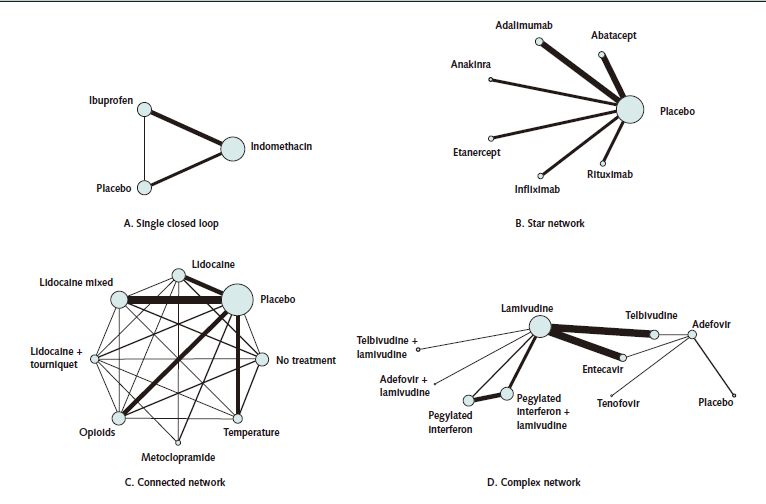 Ibuprofen
Indomethacin
Placebo
A. Single closed loop
Adalimumab
Abatacept
Anakinra
Placebo
Etanercept
Rituximab
Infliximab
B. Star network
Lidocaine
Lidocaine mixed
Placebo
Lidocaine +
tourniquet
No treatment
Opioids
Temperature
Metoclopramide
C. Connected network
Lamivudine
Telbivudine
Adefovir
Telbivudine +
lamivudine
Entecavir
Adefovir +
lamivudine
Pegylated
interferon +
lamivudine
Tenofovir
Placebo
Pegylated
interferon
D. Complex network